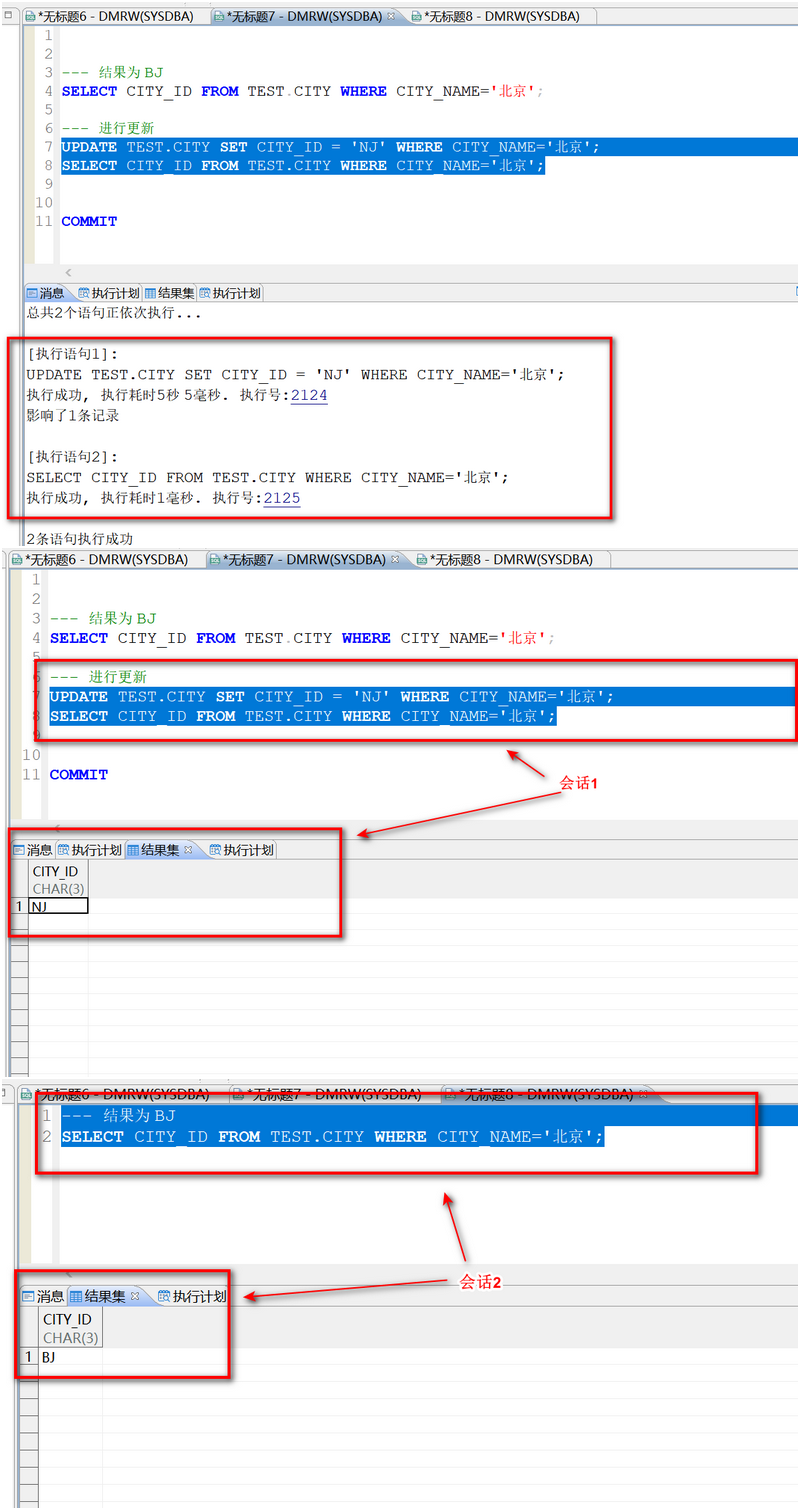 *无标题6 - DMRW(SYSDBA) *无标题7 - DMRW(SYSDBA) *无标题8 - DMRW(SYSDBA)
1
2
3 --- 结果为 BJ
4 SELECT CITY_ID FROM TEST.CITY WHERE CITY_NAME='北京';
5
6 --- 进行更新
7 UPDATE TEST.CITY SET CITY_ID = 'NJ' WHERE CITY_NAME='北京';
8 SELECT CITY_ID FROM TEST.CITY WHERE CITY_NAME='北京';
9
10
11 COMMIT
消息 执行计划 结果集 执行计划
总共2个语句正依次执行...
[执行语句1]:
UPDATE TEST.CITY SET CITY_ID = 'NJ' WHERE CITY_NAME='北京';
执行成功, 执行耗时5秒 5毫秒. 执行号:2124
影响了1条记录
[执行语句2]:
SELECT CITY_ID FROM TEST.CITY WHERE CITY_NAME='北京';
执行成功, 执行耗时1毫秒. 执行号:2125
2条语句执行成功
*无标题6 - DMRW(SYSDBA) *无标题7 - DMRW(SYSDBA) *无标题8 - DMRW(SYSDBA)
1
2
3 --- 结果为 BJ
4 SELECT CITY_ID FROM TEST.CITY WHERE CITY_NAME='北京';
5
6 --- 进行更新
7 UPDATE TEST.CITY SET CITY_ID = 'NJ' WHERE CITY_NAME='北京';
8 SELECT CITY_ID FROM TEST.CITY WHERE CITY_NAME='北京';
9
10
11 COMMIT
会话1
消息 执行计划 结果集 执行计划
CITY_ID
CHAR(3)
1 NJ
*无标题6 - DMRW(SYSDBA) *无标题7 - DMRW(SYSDBA) *无标题8 - DMRW(SYSDBA)
1 --- 结果为 BJ
2 SELECT CITY_ID FROM TEST.CITY WHERE CITY_NAME='北京';
会话2
消息 结果集 执行计划
CITY_ID
CHAR(3)
1 BJ